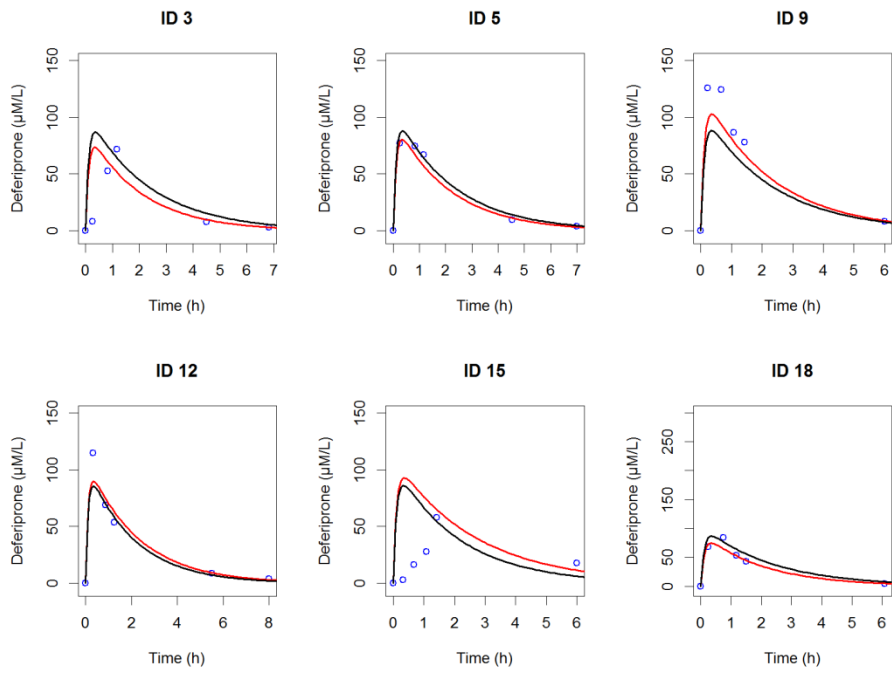 ID 3
Deferiprone (µM/L)
150
100
50
0
0 1 2 3 4 5 6 7
Time (h)
ID 5
Deferiprone (µM/L)
150
100
50
0
0 1 2 3 4 5 6 7
Time (h)
ID 9
Deferiprone (µM/L)
150
100
50
0
0 1 2 3 4 5 6
Time (h)
ID 12
Deferiprone (µM/L)
150
100
50
0
0 2 4 6 8
Time (h)
ID 15
Deferiprone (µM/L)
150
100
50
0
0 1 2 3 4 5 6
Time (h)
ID 18
Deferiprone (µM/L)
250
150
50
0
0 1 2 3 4 5 6
Time (h)